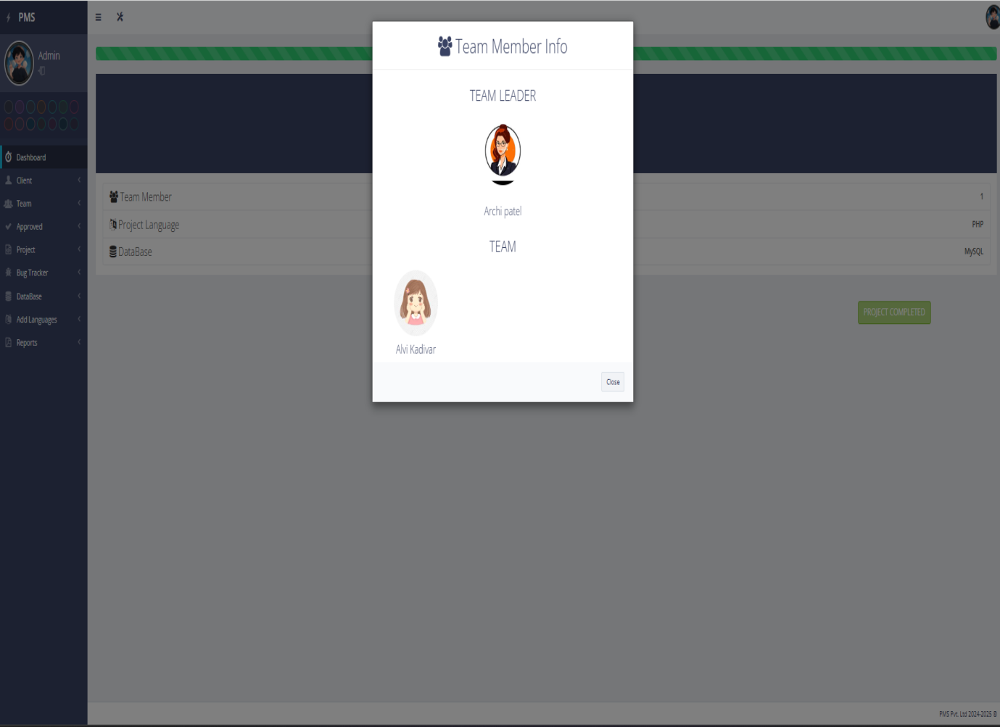 PMS
Admin
Dashboard
Client
Team
Approved
Project
Bug Tracker
DataBase
Add Languages
Reports
Team Member Info
TEAM LEADER
Archi patel
TEAM
Alvi Kadivar
Close
Team Member 1
Project Language PHP
DataBase MySQL
PROJECT COMPLETED
PMS Pvt. Ltd 2024-2025 ©